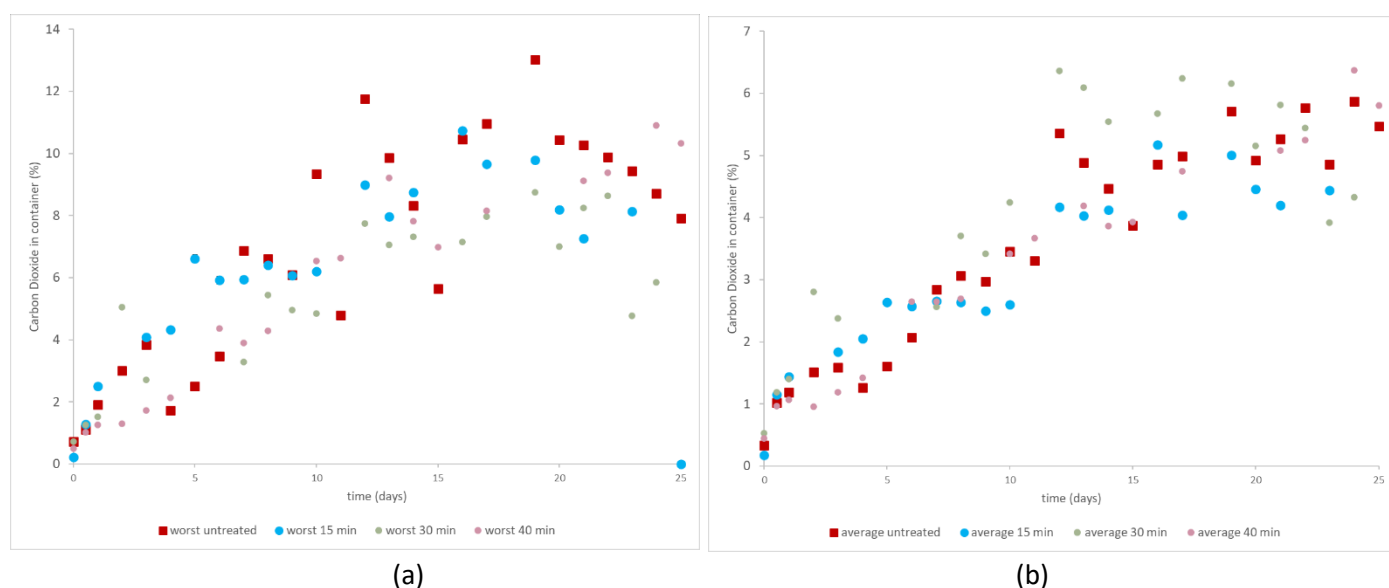 14
12
10
8
6
4
2
0
Carbon Dioxide in container (%)
0 5 10 15 20 25
time (days)
worst untreated worst 15 min worst 30 min worst 40 min
(a)
7
6
5
4
3
2
1
0
Carbon Dioxide in container (%)
0 5 10 15 20 25
time (days)
average untreated average 15 min average 30 min average 40 min
(b)